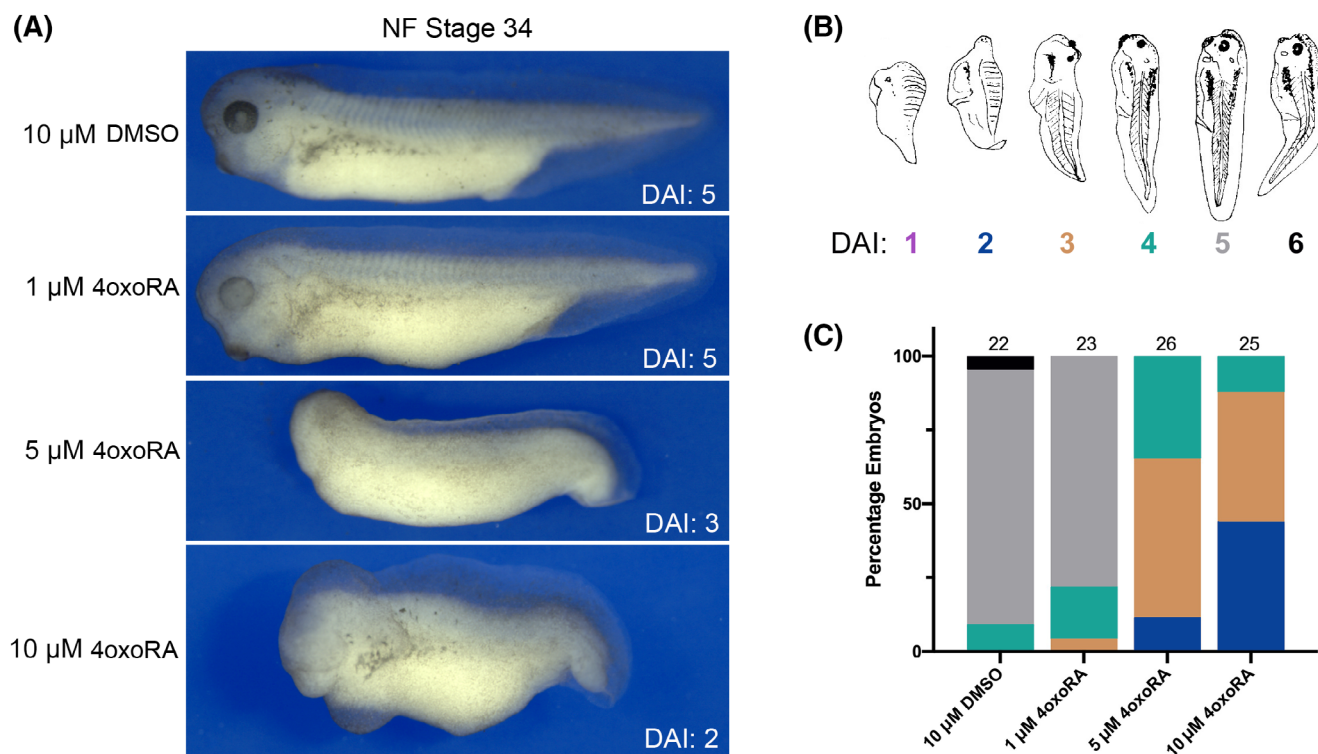 (A)
NF Stage 34
10 µM DMSO
DAI: 5
1 µM 4oxoRA
DAI: 5
5 µM 4oxoRA
DAI: 3
10 µM 4oxoRA
DAI: 2
(B)
DAI: 1 2 3 4 5 6
(C)
22 23 26 25
100
50
0
Percentage Embryos
10 µM DMSO
1 µM 4oxoRA
5 µM 4oxoRA
10 µM 4oxoRA